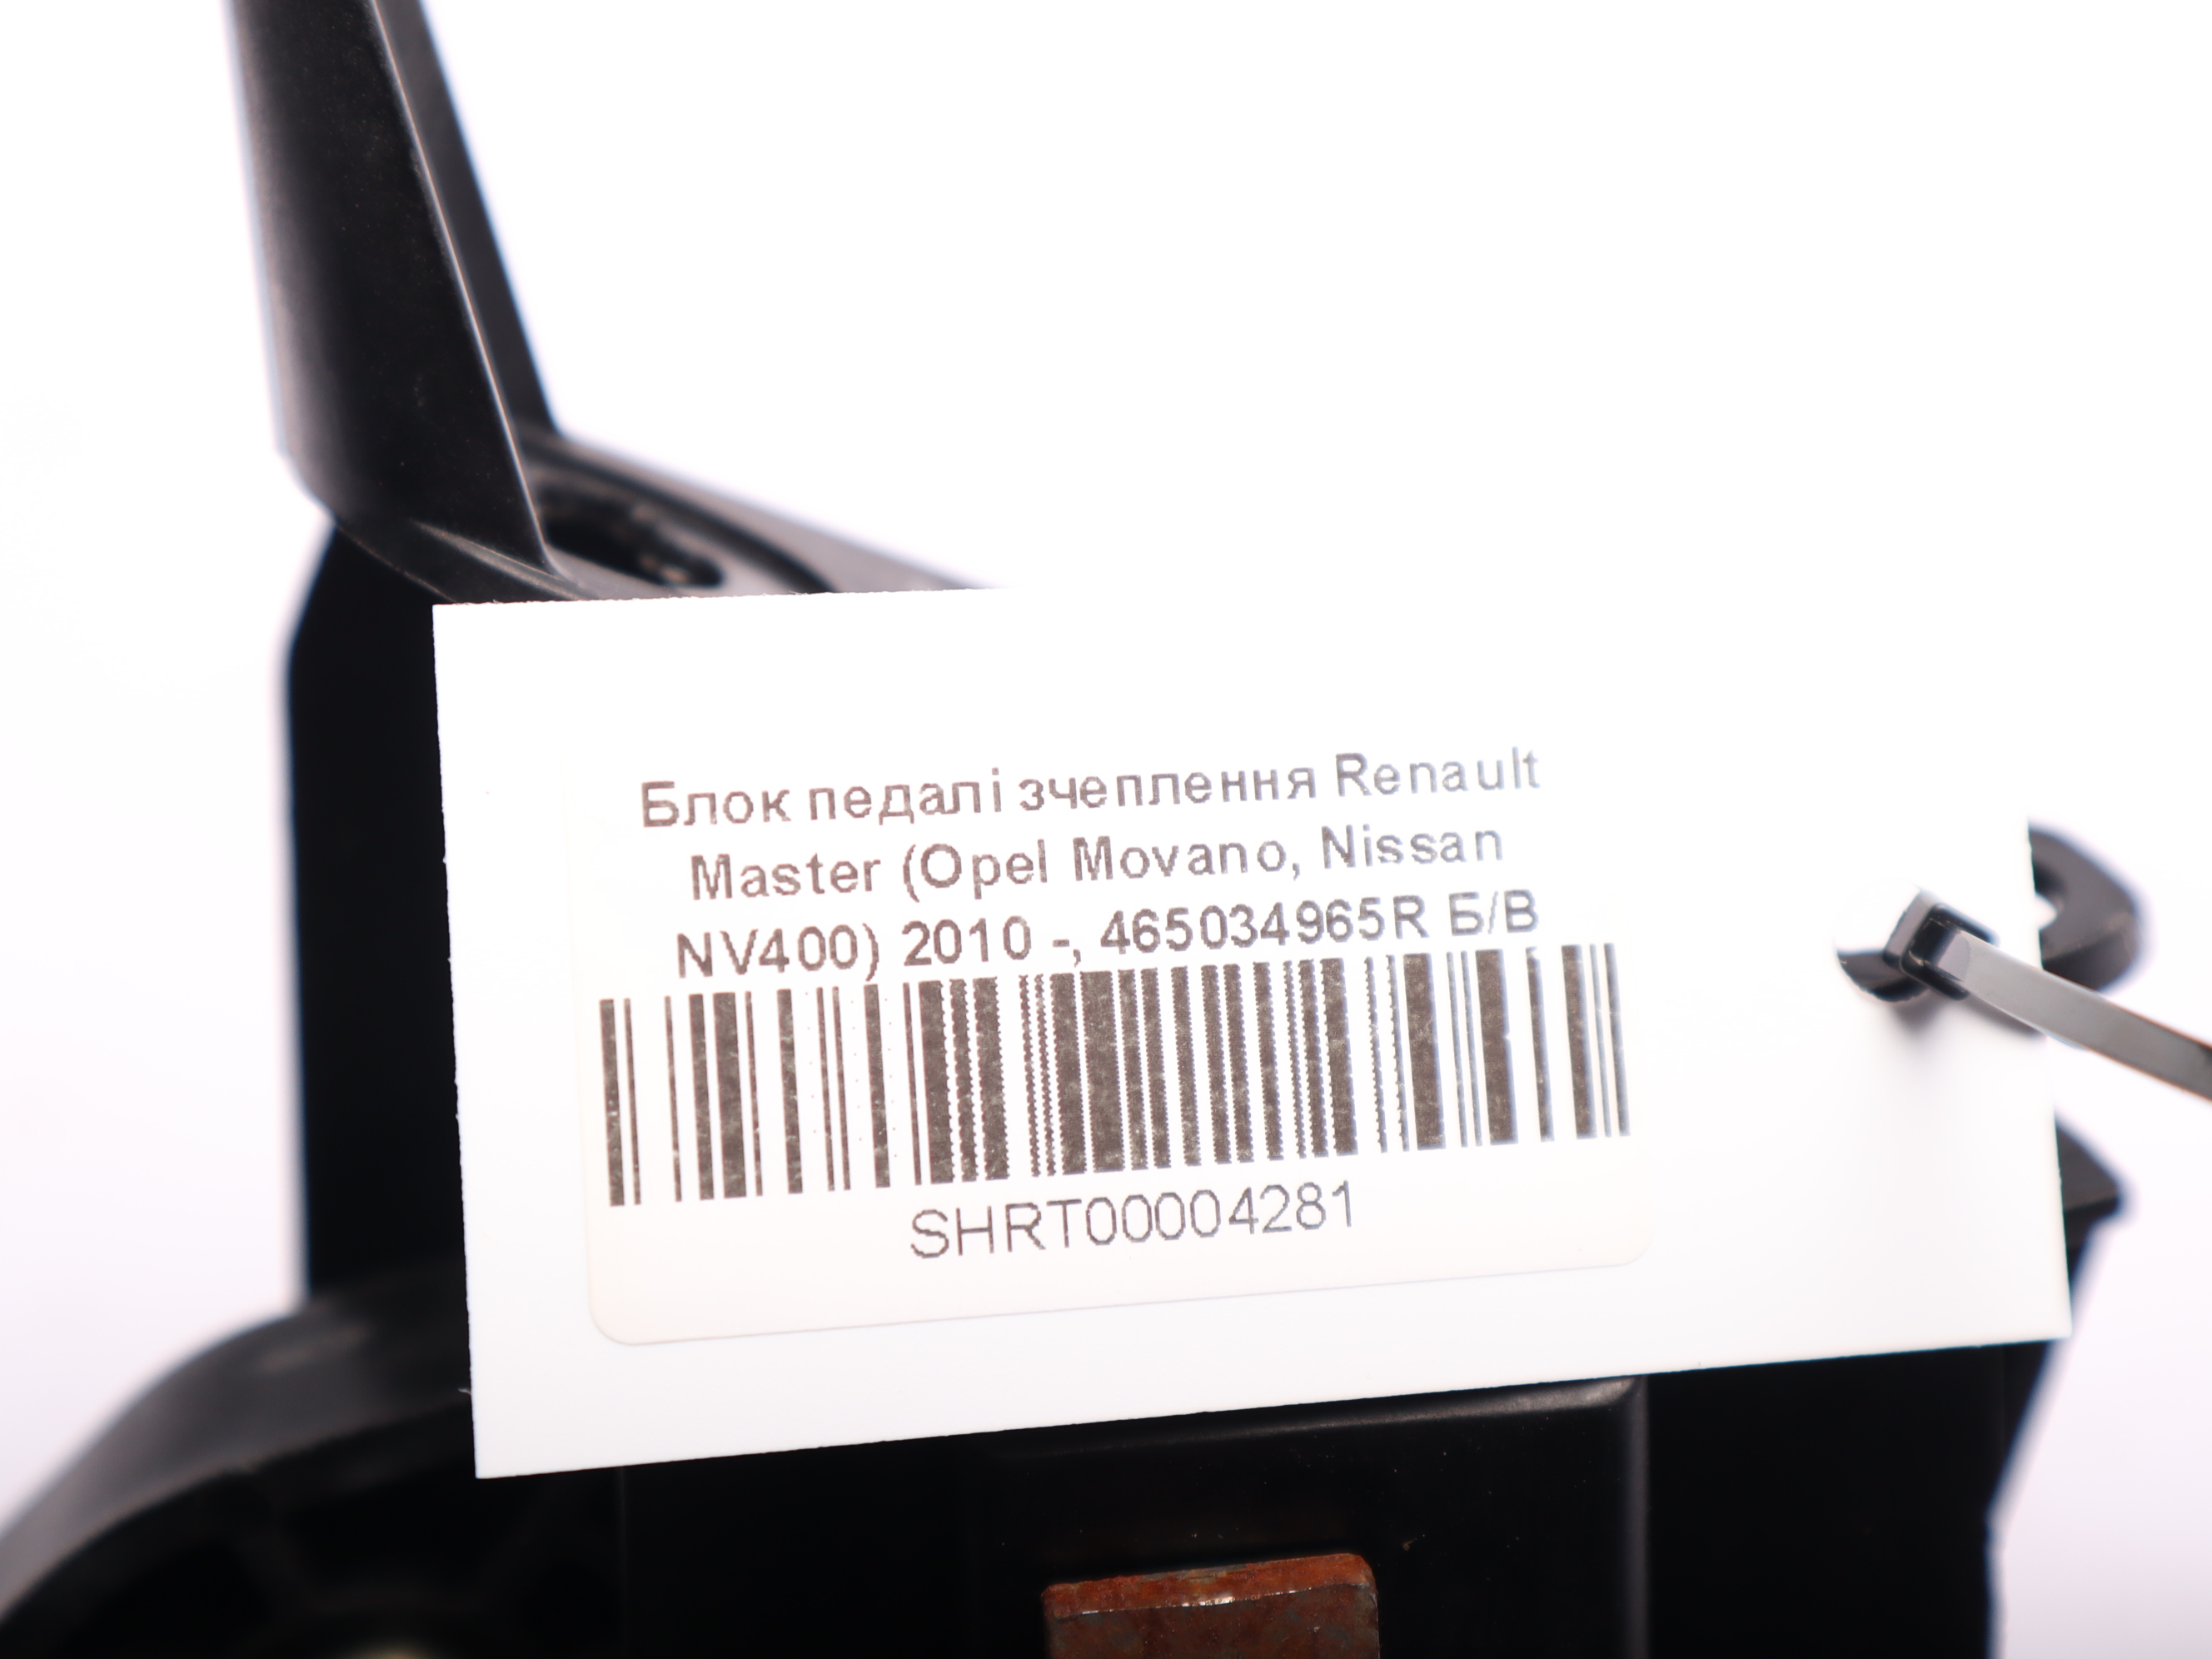 Блок педалі зчеплення Renault
Master (Opel Movano, Nissan
NV400) 2010 -, 465034965R Б/В
SHRT00004281